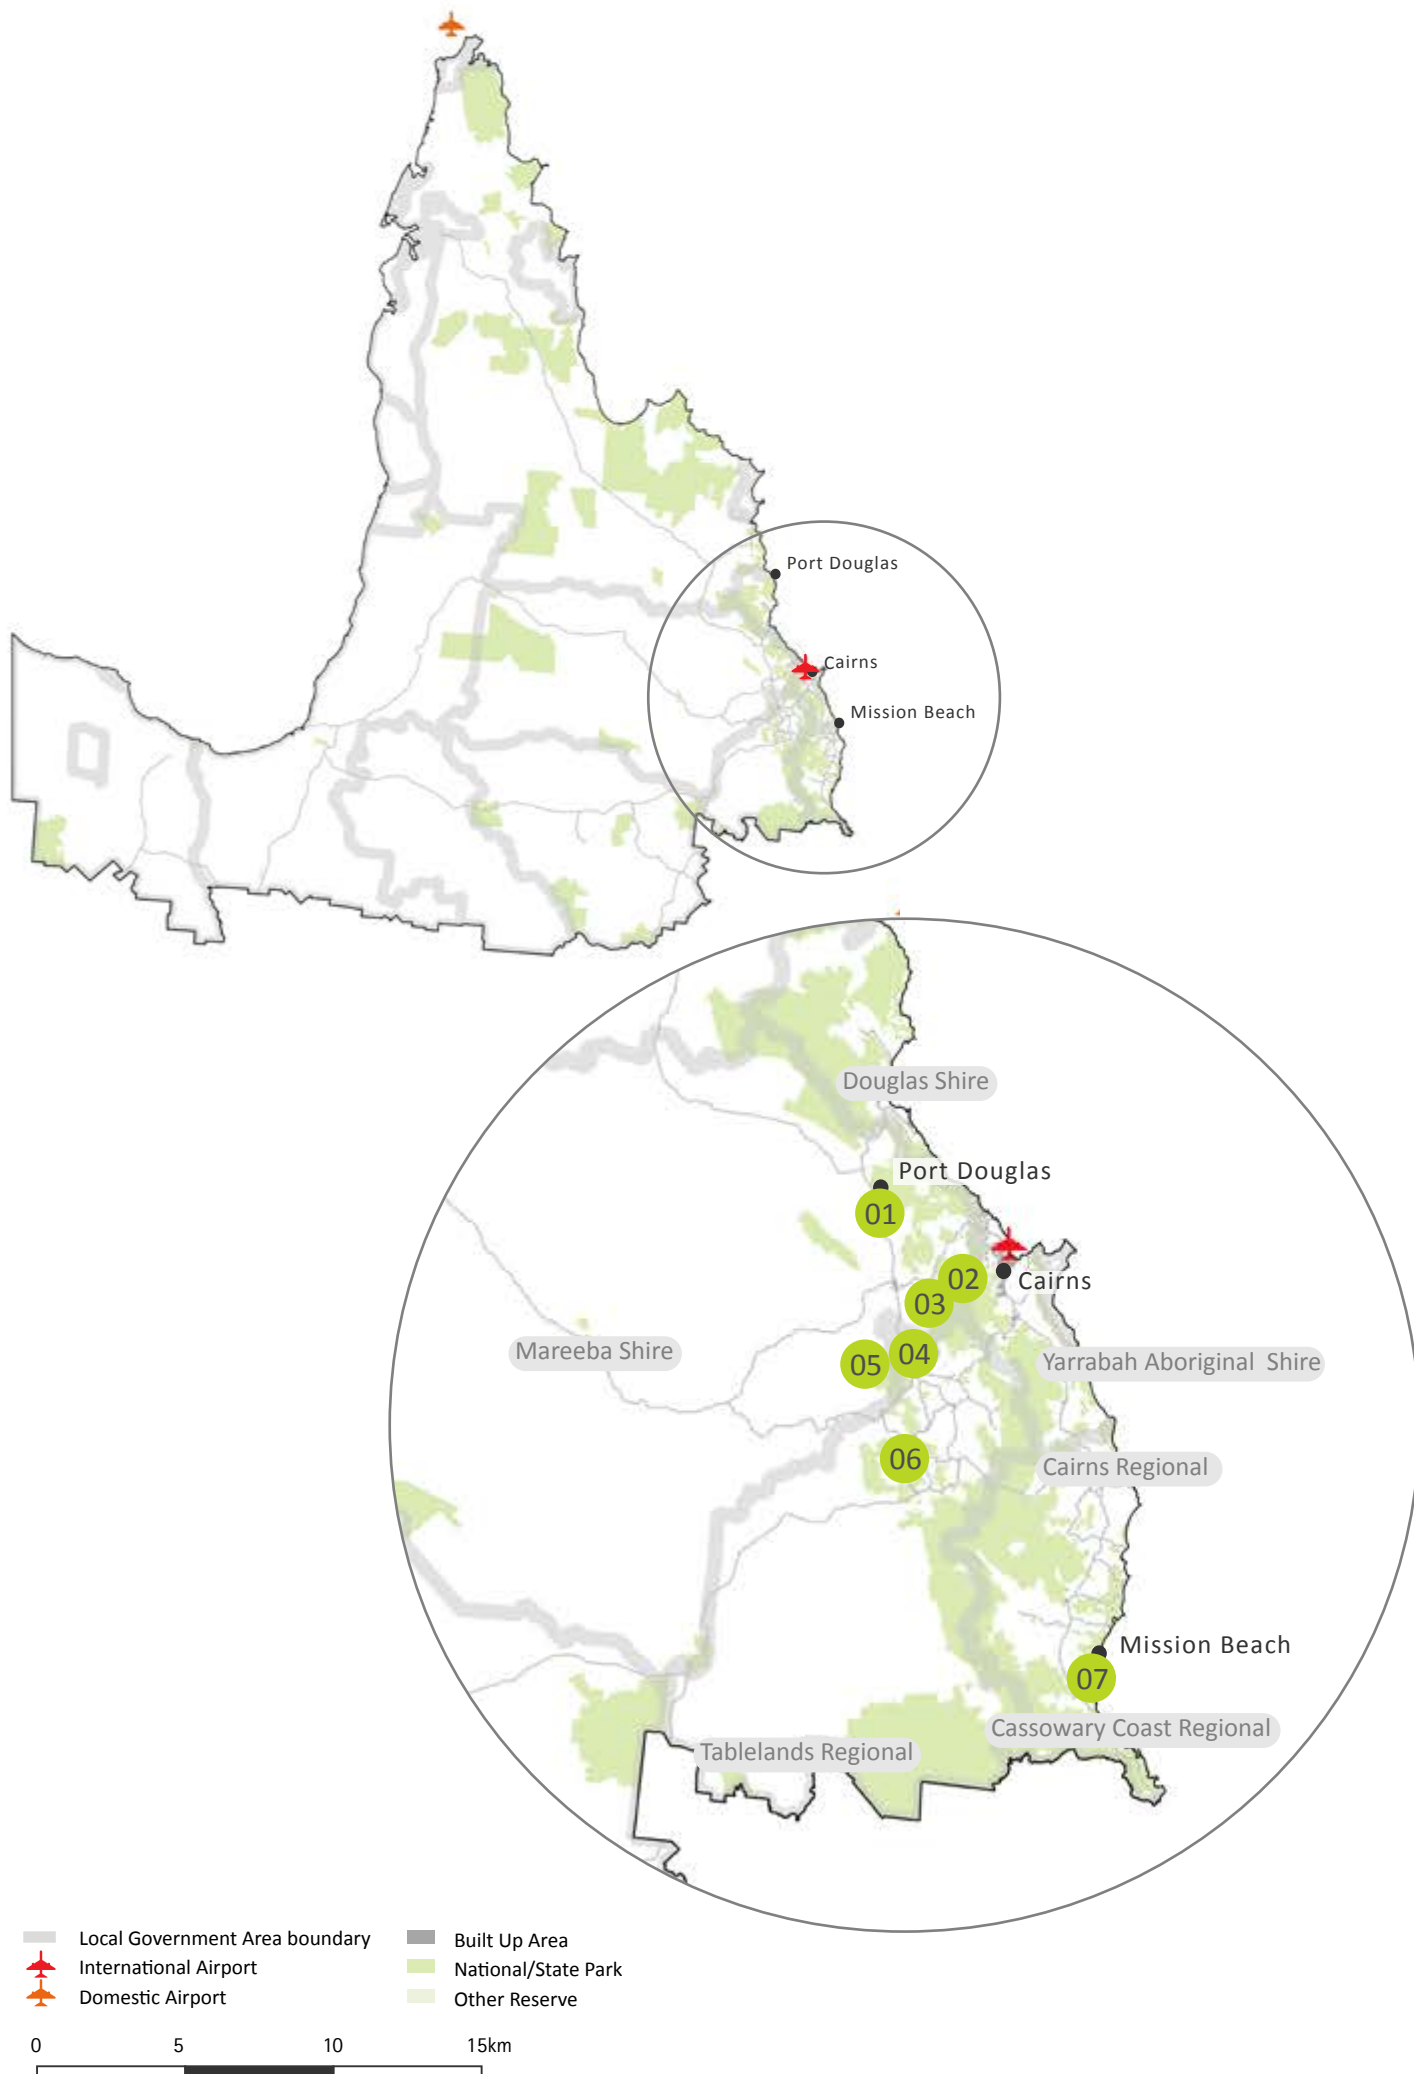 Port Douglas
Cairns
Mission Beach
Douglas Shire
Port Douglas
01
02
Cairns
03
Mareeba Shire
05
04
Yarrabah Aboriginal Shire
06
Cairns Regional
Mission Beach
07
Cassowary Coast Regional
Tablelands Regional
Local Government Area boundary
International Airport
Domestic Airport
Built Up Area
National/State Park
Other Reserve
0 5 10 15km